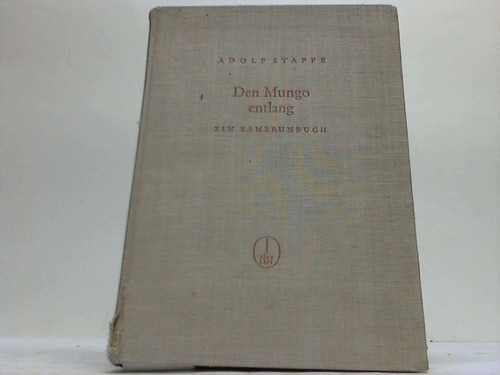 ADOLF STAPPE
Den Mungo
entlang
EIN KAMERUNBUCH
J